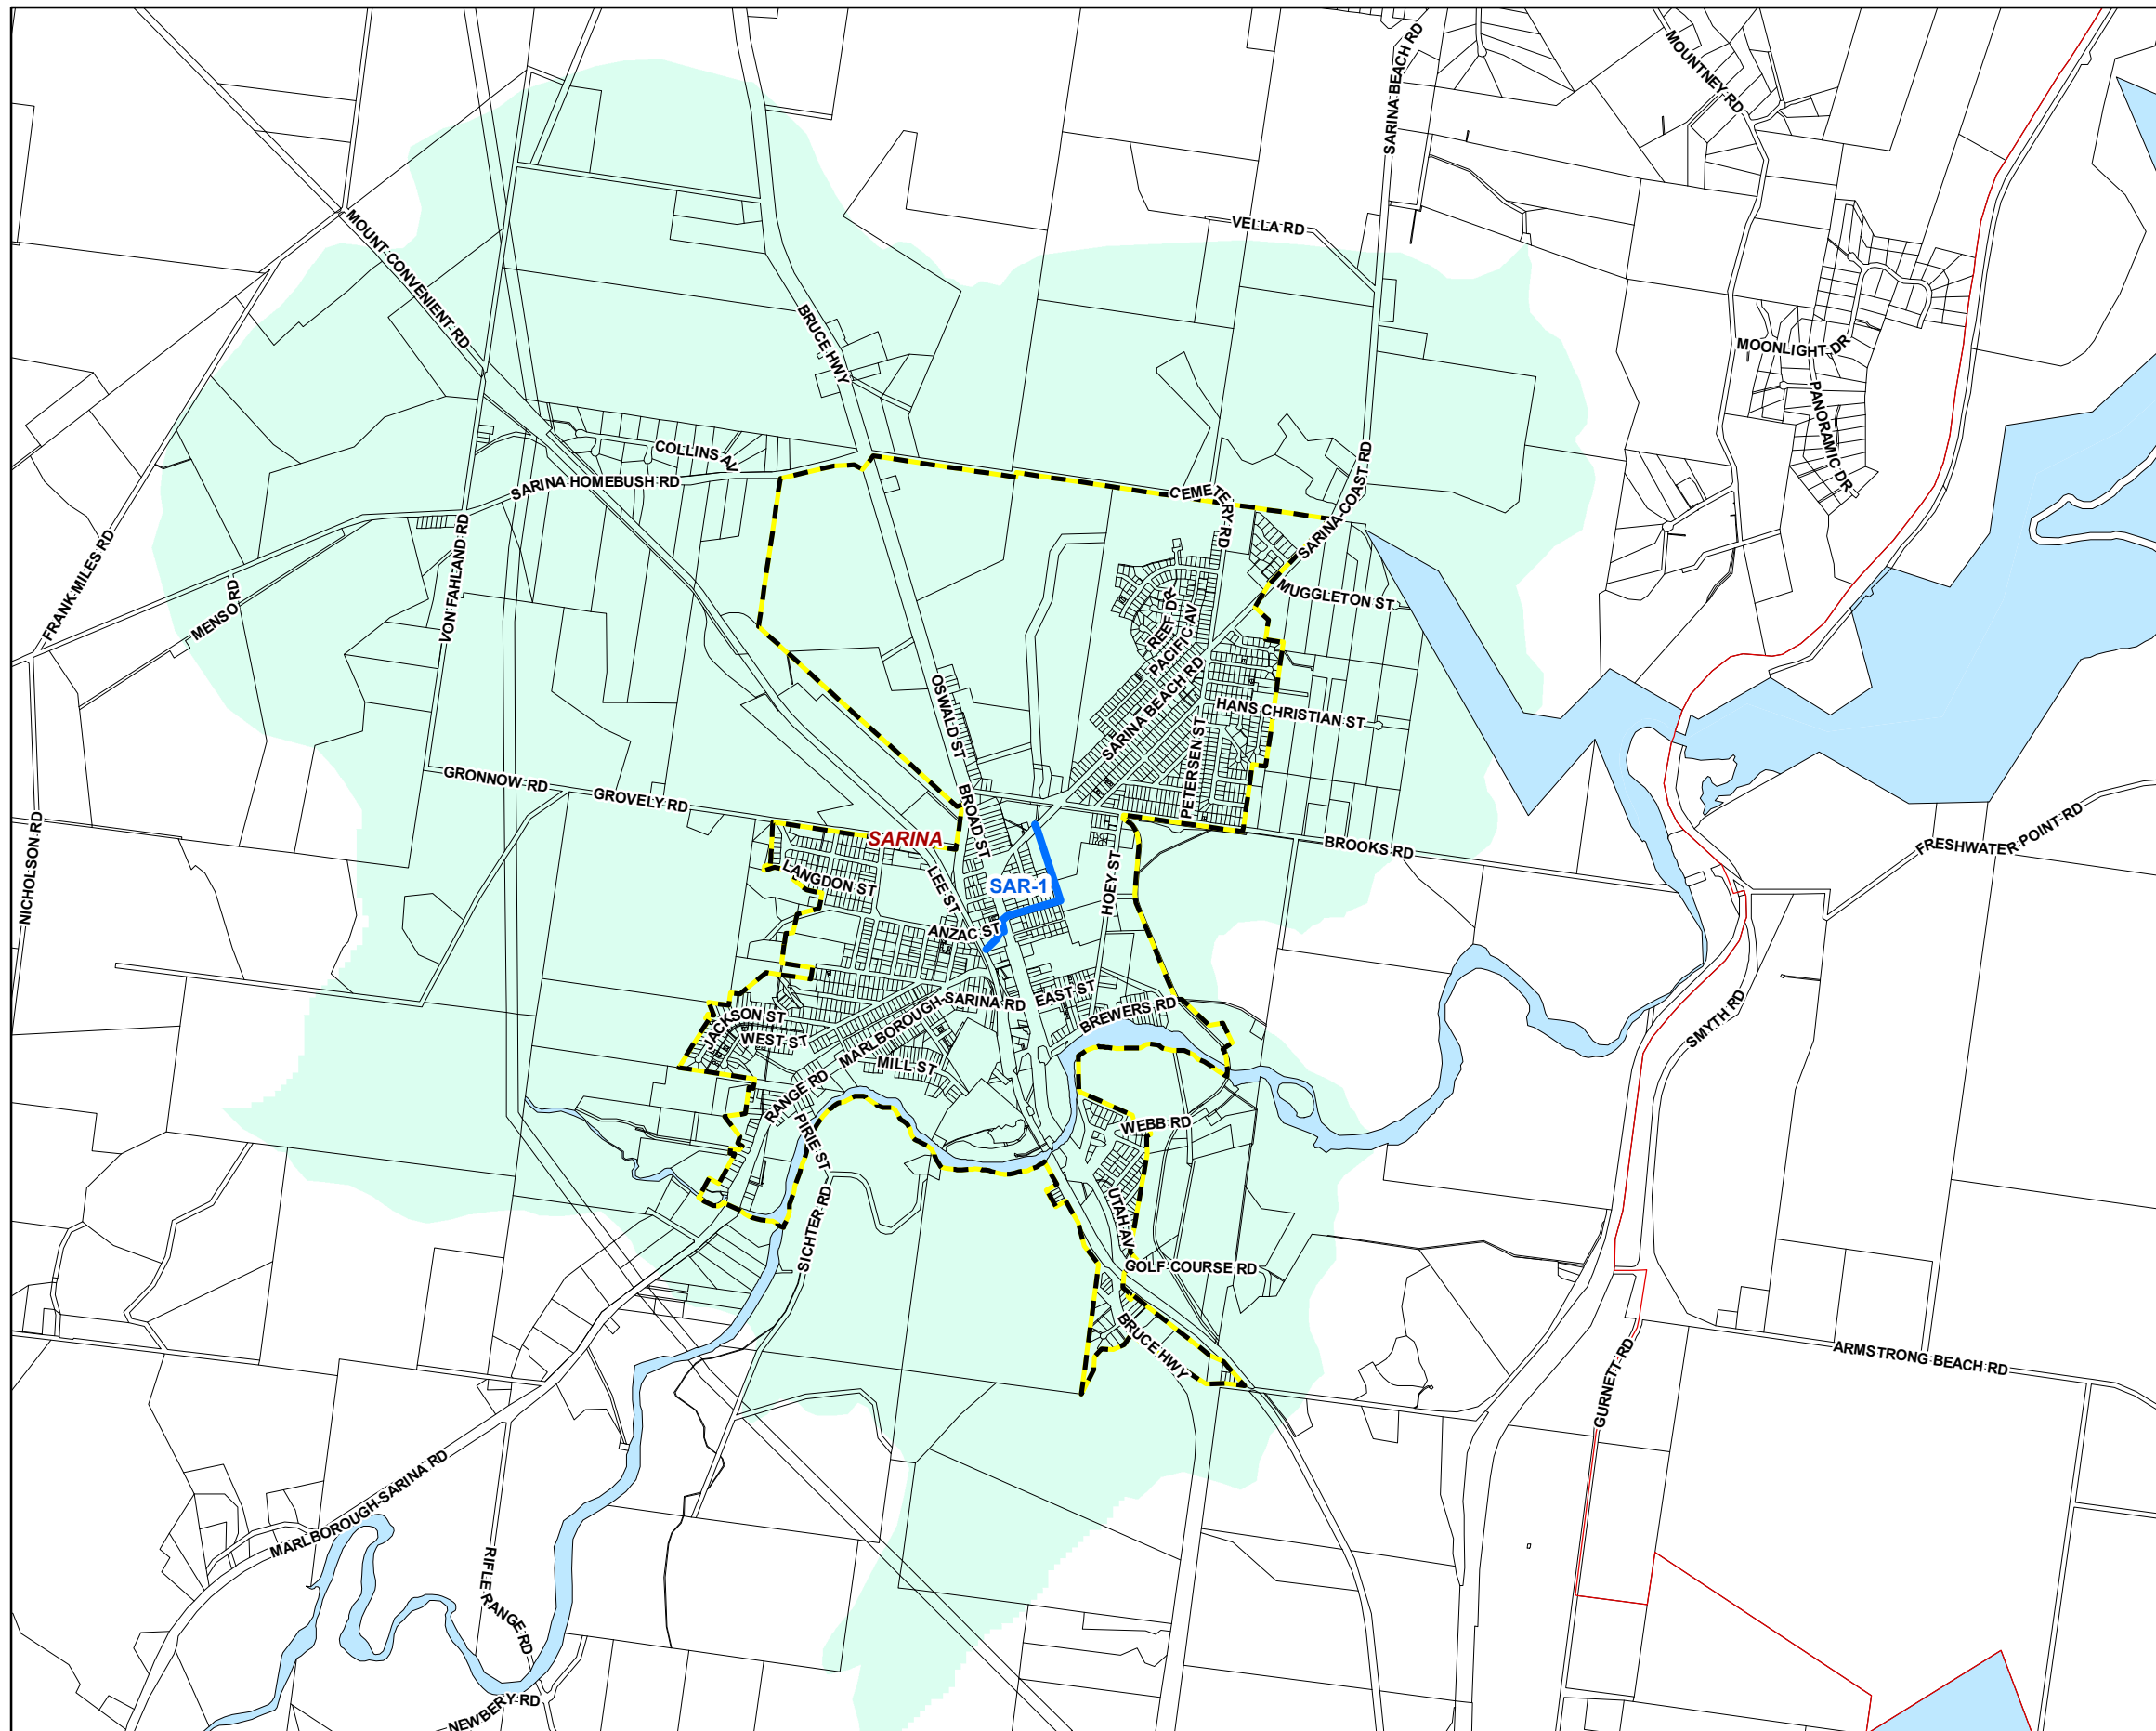 SARINA BEACH RD
MOUNTNEY RD
MOUNT CONVENIENT RD
VELLA RD
BRUCE HWY
MOONLIGHT DR
PANORAMIC DR
COLLINS AV
SARINA HOMEBUSH RD
CEMETERY RD
SARINA COAST RD
FRANK MILES RD
MENSO RD
VON FAHLAND RD
MUGGLETON ST
REEF DR
PACIFIC AV
SARINA BEACH RD
HANS CHRISTIAN ST
PETERSEN ST
OSWALD ST
GRONNOW RD
GROVELY RD
BROAD ST
SARINA
BROOKS RD
FRESHWATER POINT RD
NICHOLSON RD
LANGDON ST
LEE ST
SAR-1
HOEY ST
ANZAC ST
JACKSON ST
WEST ST
MARLBOROUGH-SARINA RD
EAST ST
BREWERS RD
SMYTH RD
MILL ST
RANGE RD
PIRIE ST
WEBB RD
SICHTER RD
UTAH AV
GOLF COURSE RD
BRUCE HWY
GURNETT RD
ARMSTRONG BEACH RD
MARLBOROUGH-SARINA RD
RIFLE RANGE RD
NEWBERY RD